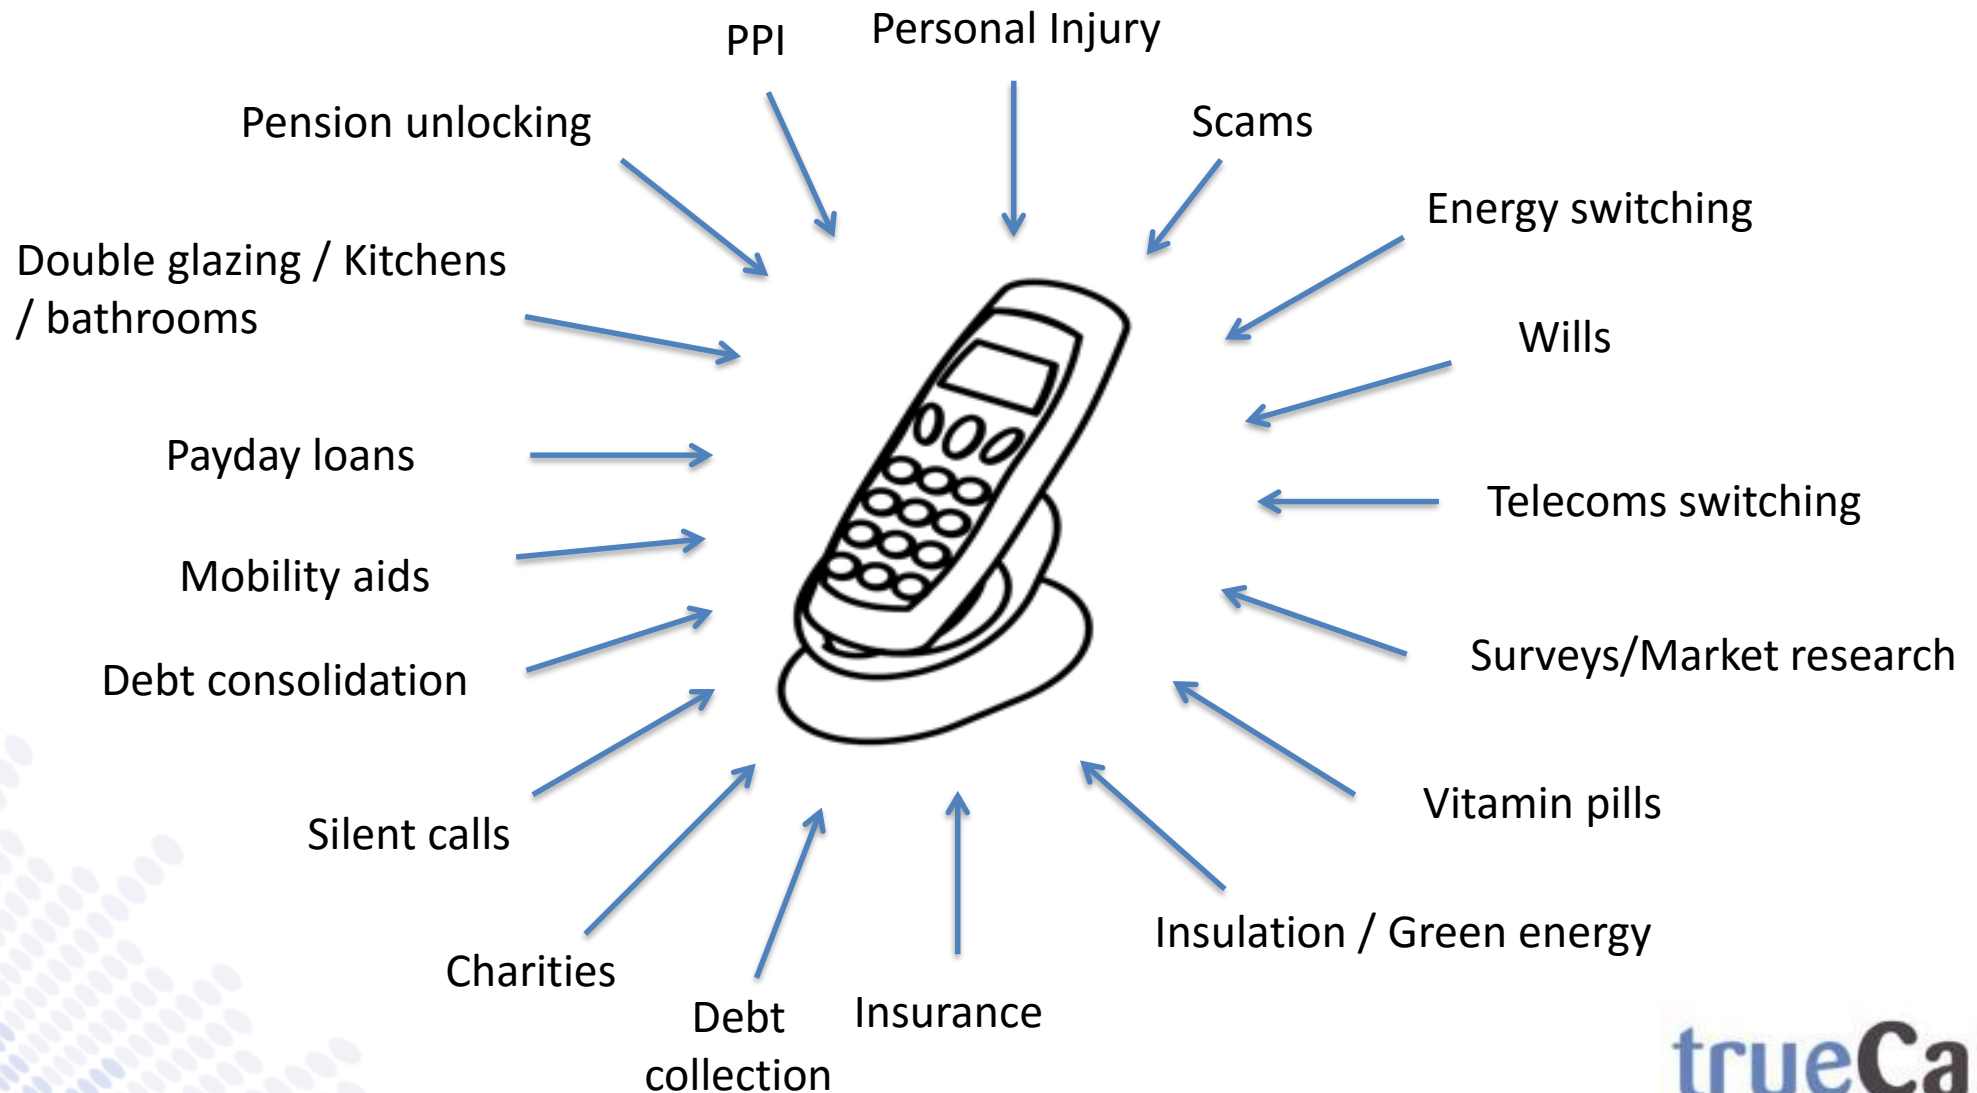 PPI
Personal Injury
Pension unlocking
Scams
Energy switching
Double glazing / Kitchens
/ bathrooms
Wills
Payday loans
Telecoms switching
Mobility aids
Surveys/Market research
Debt consolidation
Vitamin pills
Silent calls
Insulation / Green energy
Charities
Debt
collection
Insurance
trueCa